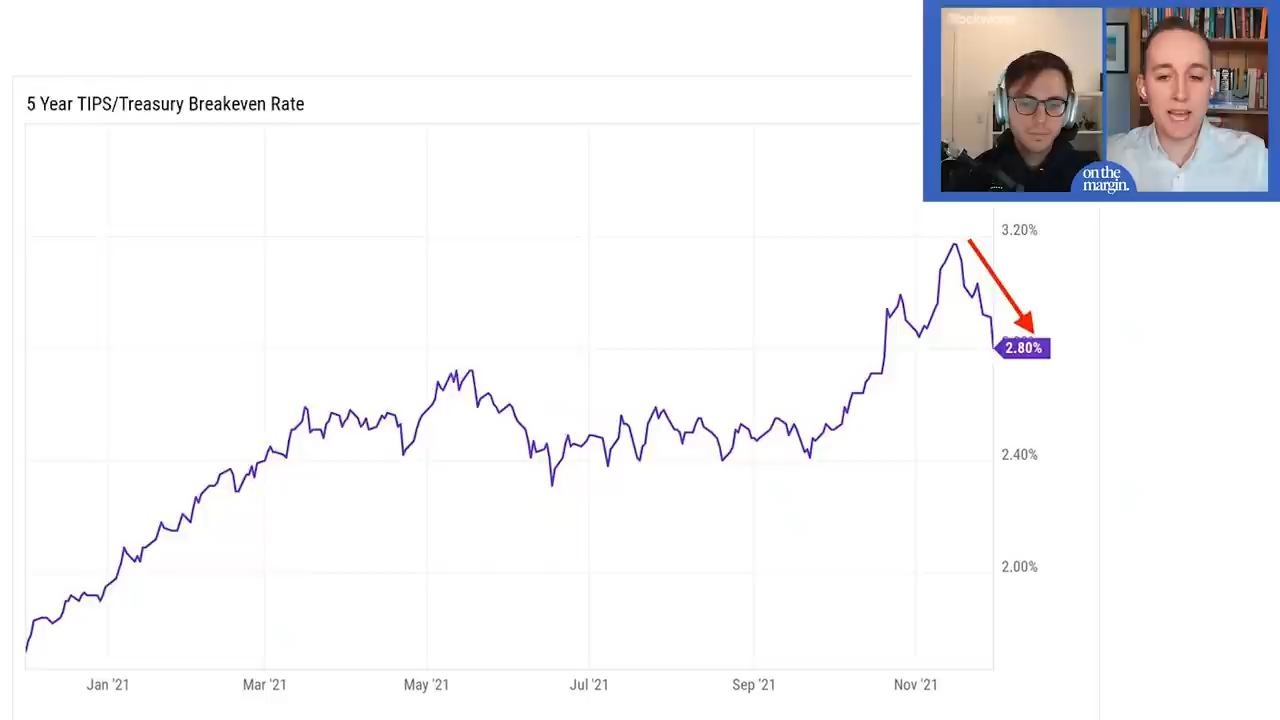 Blockworks
on the
margin.
5 Year TIPS/Treasury Breakeven Rate
3.20%
2.80%
2.40%
2.00%
Jan '21
Mar '21
May '21
Jul '21
Sep '21
Nov '21